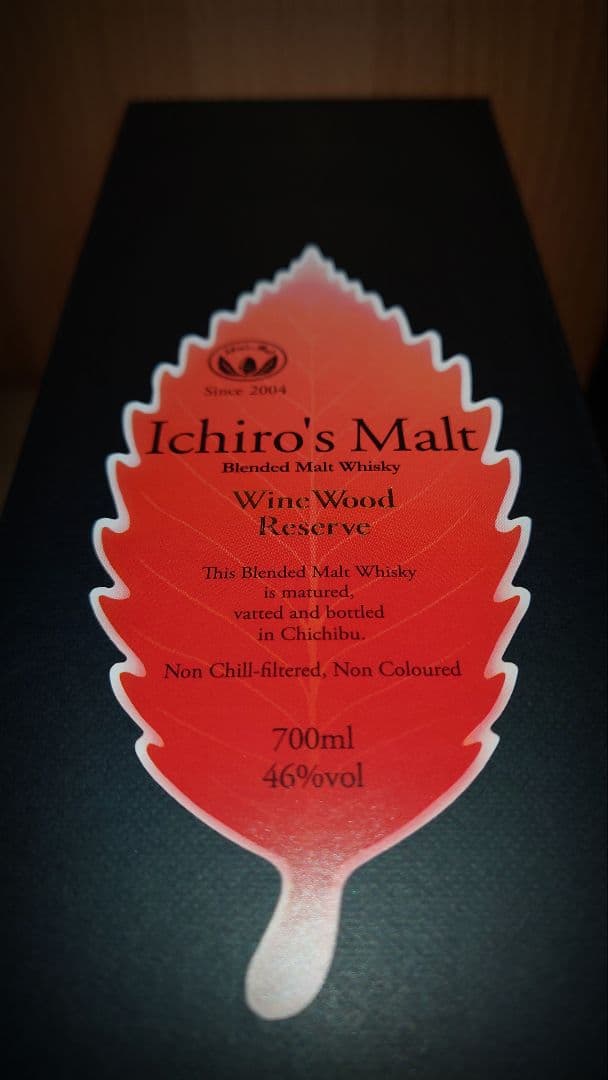 Since 2004
Ichiro's Malt
Blended Malt Whisky
Wine Wood
Reserve
This Blended Malt Whisky
is matured,
vatted and bottled
in Chichibu.
Non Chill-filtered, Non Coloured
700ml
46%vol